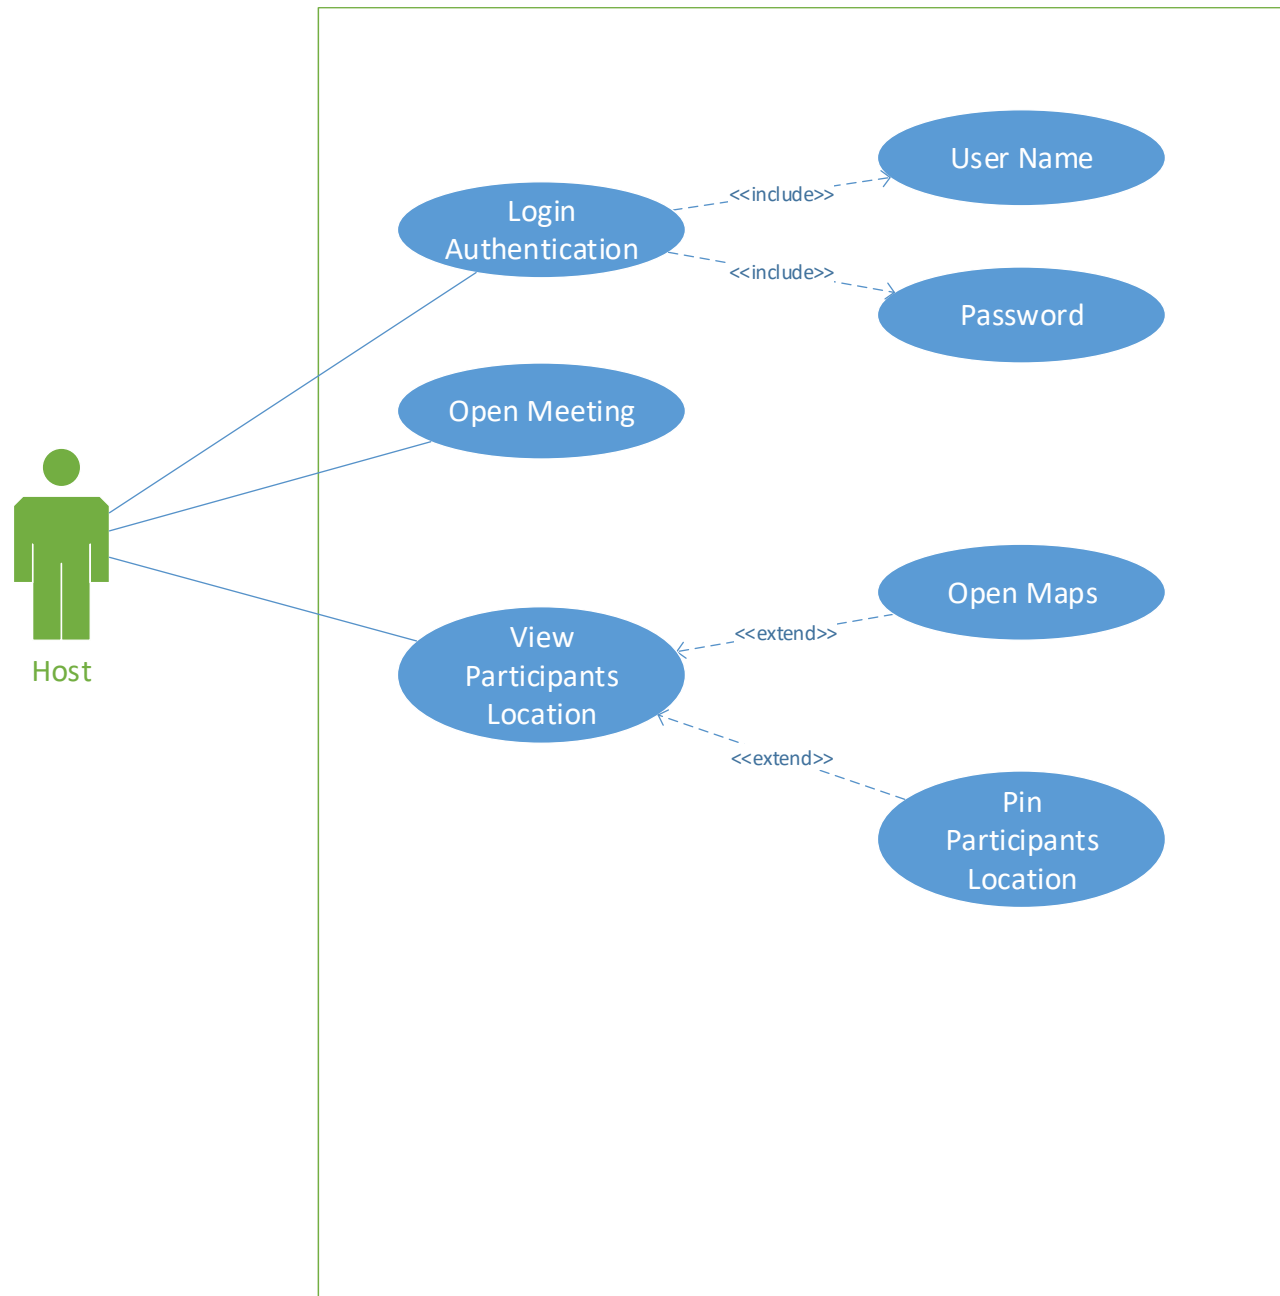 User Name
<<include>>
Login
Authentication
<<include>>
Password
Open Meeting
Host
Open Maps
<<extend>>
View
Participants
Location
<<extend>>
Pin
Participants
Location